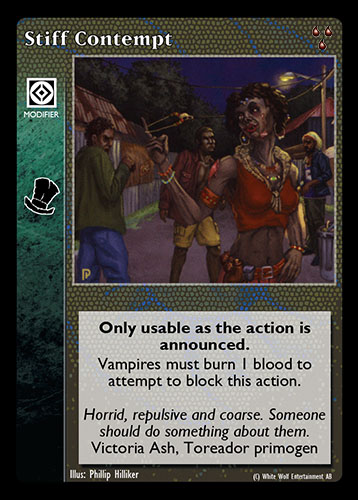 Stiff Contempt
MODIFIER
Only usable as the action is
announced.
Vampires must burn 1 blood to
attempt to block this action.
Horrid, repulsive and coarse. Someone
should do something about them.
Victoria Ash, Toreador primogen
Illus: Phillip Hilliker
(C) White Wolf Entertainment AB